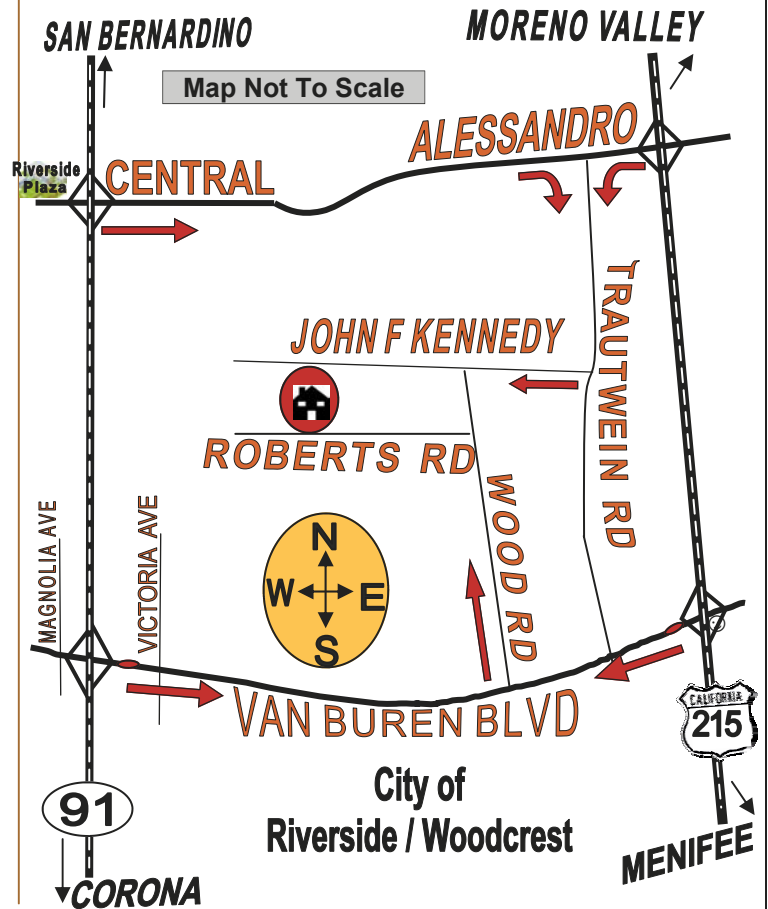 SAN BERNARDINO
MORENO VALLEY
Map Not To Scale
ALESSANDRO
Riverside
Plaza
CENTRAL
TRAUTWEIN RD
JOHN F KENNEDY
ROBERTS RD
WOOD RD
MAGNOLIA AVE
VICTORIA AVE
N
W
E
S
VAN BUREN BLVD
CALIFORNIA
215
City of
Riverside / Woodcrest
91
MENIFEE
CORONA